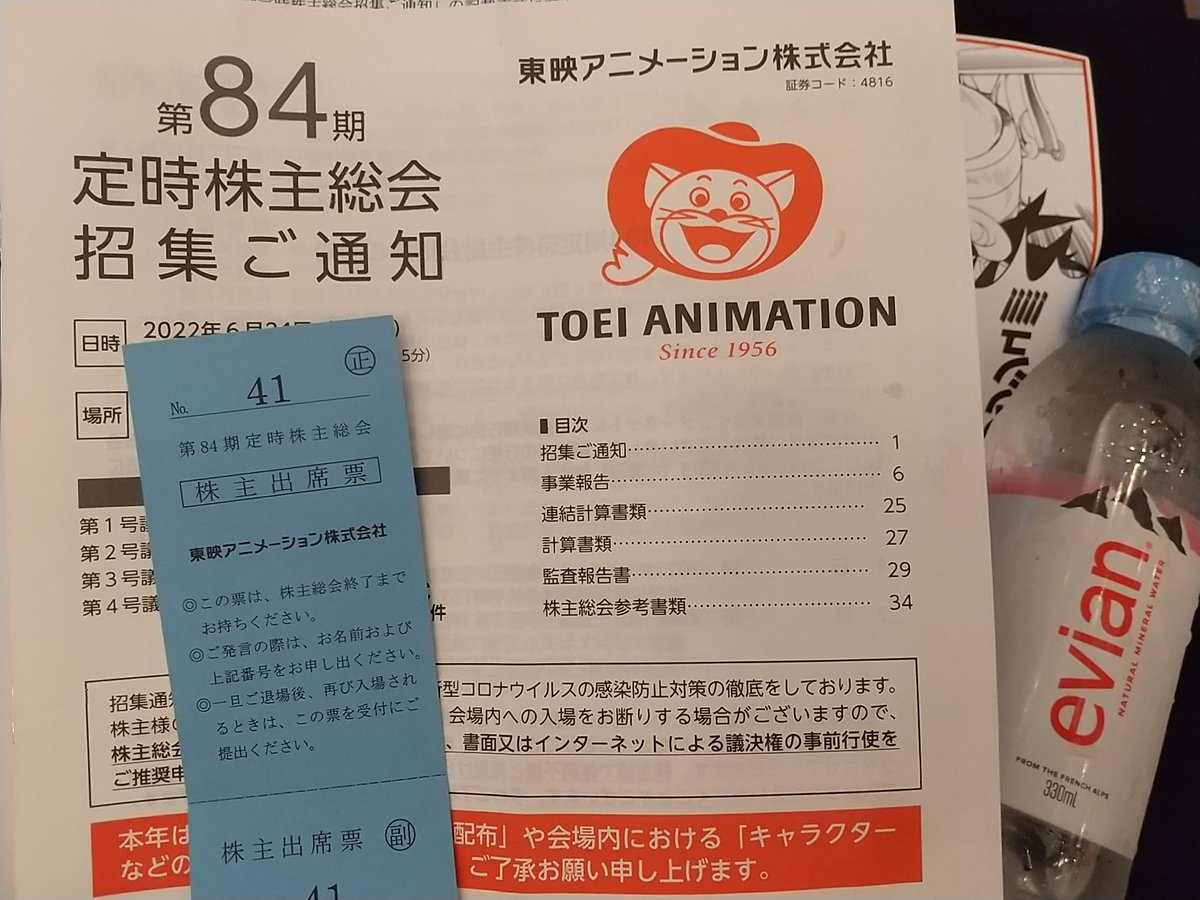 東映アニメーション株式会社
証券コード：4816
第84期
定時株主総会
招集ご通知
日時
2022年6月24日
5分）
場所
TOEI ANIMATION
Since 1956
目次
招集ご通知 1
事業報告 6
連結計算書類 25
計算書類 27
監査報告書 29
株主総会参考書類 34
第1号議
第2号議
第3号議
第4号議
件
招集通知
型コロナウイルスの感染防止対策の徹底をしております。
株主様の
会場内への入場をお断りする場合がございますので、
株主総会
、書面又はインターネットによる議決権の事前行使を
ご推奨申
本年は
配布」や会場内における「キャラクター
などの
ご了承お願い申し上げます。
正
No. 41
第84期定時株主総会
株主出席票
東映アニメーション株式会社
◎この票は、株主総会終了まで
お持ちください。
◎ご発言の際は、お名前および
上記番号をお申し出ください。
◎一旦ご退場後、再び入場され
るときは、この票を受付にご
提出ください。
株主出席票 副
41
evian
NATURAL MINERAL WATER
FROM THE FRENCH ALPS
330mL